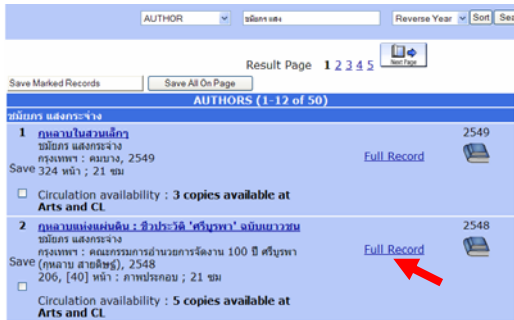 AUTHOR ชมัยภร แสง Reverse Year Sort Sea
Result Page 1 2 3 4 5 Next Page
Save Marked Records Save All On Page
AUTHORS (1-12 of 50)
ชมัยภร แสงกระจ่าง
1 กุหลาบในสวนเล็กๆ 2549
ชมัยภร แสงกระจ่าง
กรุงเทพฯ : คมบาง, 2549 Full Record
Save 324 หน้า ; 21 ซม
Circulation availability : 3 copies available at
Arts and CL
2 กุหลาบแห่งแผ่นดิน : ชีวประวัติ 'ศรีบูรพา' ฉบับเยาวชน 2548
ชมัยภร แสงกระจ่าง
กรุงเทพฯ : คณะกรรมการอำนวยการจัดงาน 100 ปี ศรีบูรพา Full Record
Save (กุหลาบ สายดิษฐ์), 2548
206, [40] หน้า : ภาพประกอบ ; 21 ซม
Circulation availability : 5 copies available at
Arts and CL